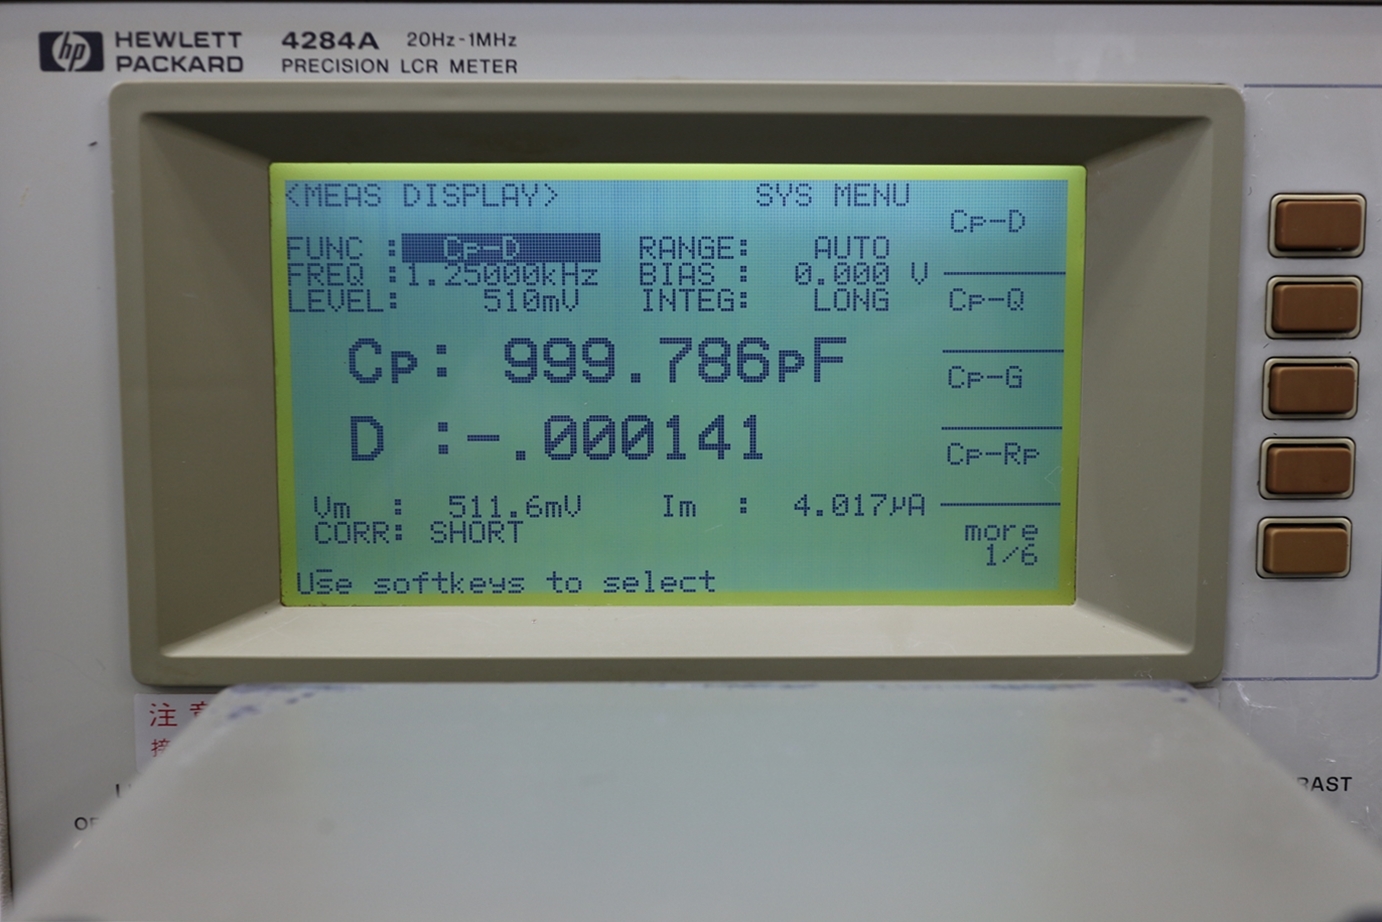 hp HEWLETT PACKARD 4284A 20Hz-1MHz
PRECISION LCR METER
<MEAS DISPLAY> SYS MENU
FUNC : Cp-D RANGE: AUTO
FREQ :1.25000kHz BIAS : 0.000 V
LEVEL: 510mV INTEG: LONG
Cp: 999.786pF
D :-.000141
Vm : 511.6mV Im : 4.017µA
CORR: SHORT
Use softkeys to select
Cp-D
Cp-Q
Cp-G
Cp-Rp
more
1/6
注